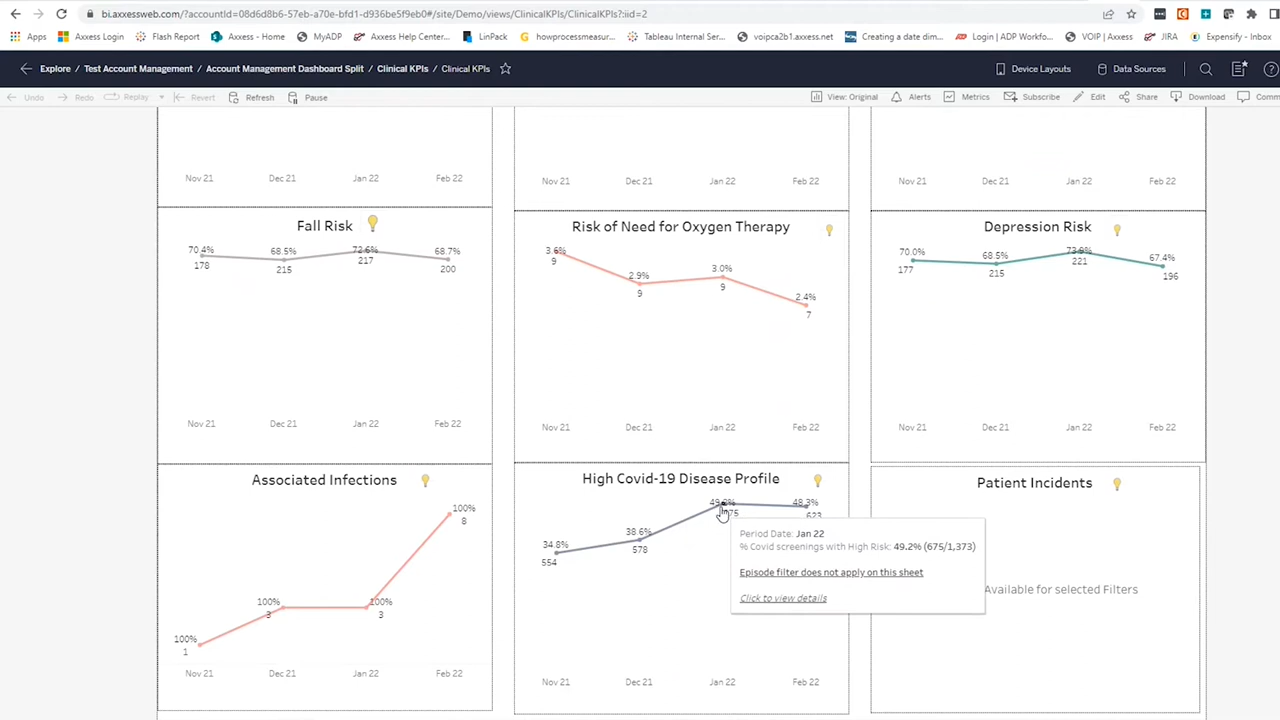 bi.axxessweb.com/?accountId=08d6d8b6-57eb-a70e-bfd1-d936be5f9eb0#/site/Demo/views/ClinicalKPIs/ClinicalKPIs?:iid=2
Apps Axxess Login Flash Report Axxess - Home MyADP Axxess Help Center... LinPack howprocessmeasur... Tableau Internal Ser... voipca2b1.axxess.net Creating a date dim... Login | ADP Workfo... VOIP | Axxess JIRA Expensify - Inbox
Explore / Test Account Management / Account Management Dashboard Split / Clinical KPIs / Clinical KPIs Device Layouts Data Sources
Undo Redo Replay Revert Refresh Pause View: Original Alerts Metrics Subscribe Edit Share Download Comm
Nov 21 Dec 21 Jan 22 Feb 22
Nov 21 Dec 21 Jan 22 Feb 22
Nov 21 Dec 21 Jan 22 Feb 22
Fall Risk
70.4% 68.5% 72.6% 68.7%
178 215 217 200
Nov 21 Dec 21 Jan 22 Feb 22
Risk of Need for Oxygen Therapy
3.6% 2.9% 3.0% 2.4%
9 9 9 7
Nov 21 Dec 21 Jan 22 Feb 22
Depression Risk
70.0% 68.5% 67.4%
177 215 221 196
Nov 21 Dec 21 Jan 22 Feb 22
Associated Infections
100% 100% 100% 100%
1 3 3 8
Nov 21 Dec 21 Jan 22 Feb 22
High Covid-19 Disease Profile
34.8% 38.6% 49.2% 48.3%
554 578 623
Period Date: Jan 22
% Covid screenings with High Risk: 49.2% (675/1,373)
Episode filter does not apply on this sheet
Click to view details
Nov 21 Dec 21 Jan 22 Feb 22
Patient Incidents
Available for selected Filters